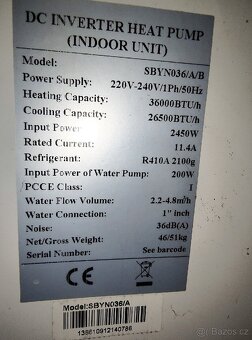 DC INVERTER HEAT PUMP
(INDOOR UNIT)
Model: SBYN036/A/B
Power Supply: 220V-240V/1Ph/50Hz
Heating Capacity: 36000BTU/h
Cooling Capacity: 26500BTU/h
Input Power 2450W
Rated Current: 11.4A
Refrigerant R410A 2100g
Input Power of Water Pump: 200W
IPCCE Class: I
Water Flow Volume: 2.2-4.8m³/h
Water Connection: 1" inch
Noise: 36dB(A)
Net/Gross Weight: 46/51kg
Serial Number: See barcode
CE
Model:SBYN036/A
138610912140786
sbazos.cz